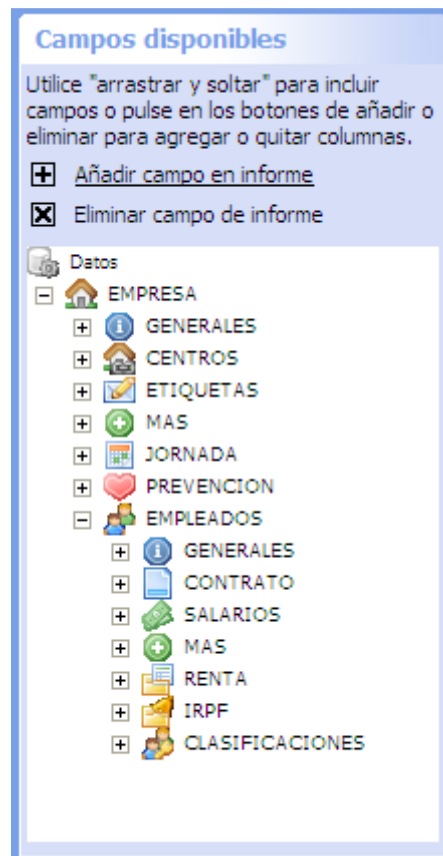 Campos disponibles
Utilice "arrastrar y soltar" para incluir
campos o pulse en los botones de añadir o
eliminar para agregar o quitar columnas.
Añadir campo en informe
Eliminar campo de informe
Datos
EMPRESA
GENERALES
CENTROS
ETIQUETAS
MAS
JORNADA
PREVENCION
EMPLEADOS
GENERALES
CONTRATO
SALARIOS
MAS
RENTA
IRPF
CLASIFICACIONES